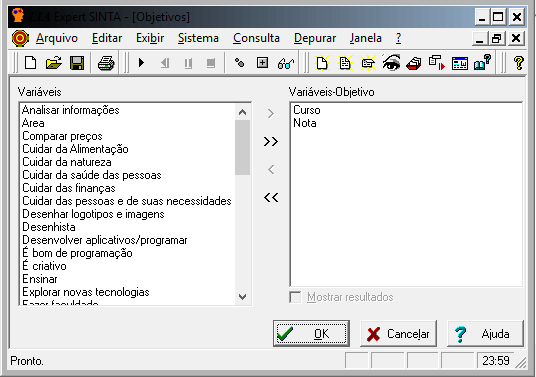 Expert SINTA - [Objetivos]
Arquivo Editar Exibir Sistema Consulta Depurar Janela ?
Variáveis
Variáveis-Objetivo
Analisar informações
Area
Comparar preços
Cuidar da Alimentação
Cuidar da natureza
Cuidar da saúde das pessoas
Cuidar das finanças
Cuidar das pessoas e de suas necessidades
Desenhar logotipos e imagens
Desenhista
Desenvolver aplicativos/programar
É bom de programação
É criativo
Ensinar
Explorar novas tecnologias
Fazer faculdade
>
>>
<
<<
Curso
Nota
Mostrar resultados
OK
Cancelar
? Ajuda
Pronto.
23:59